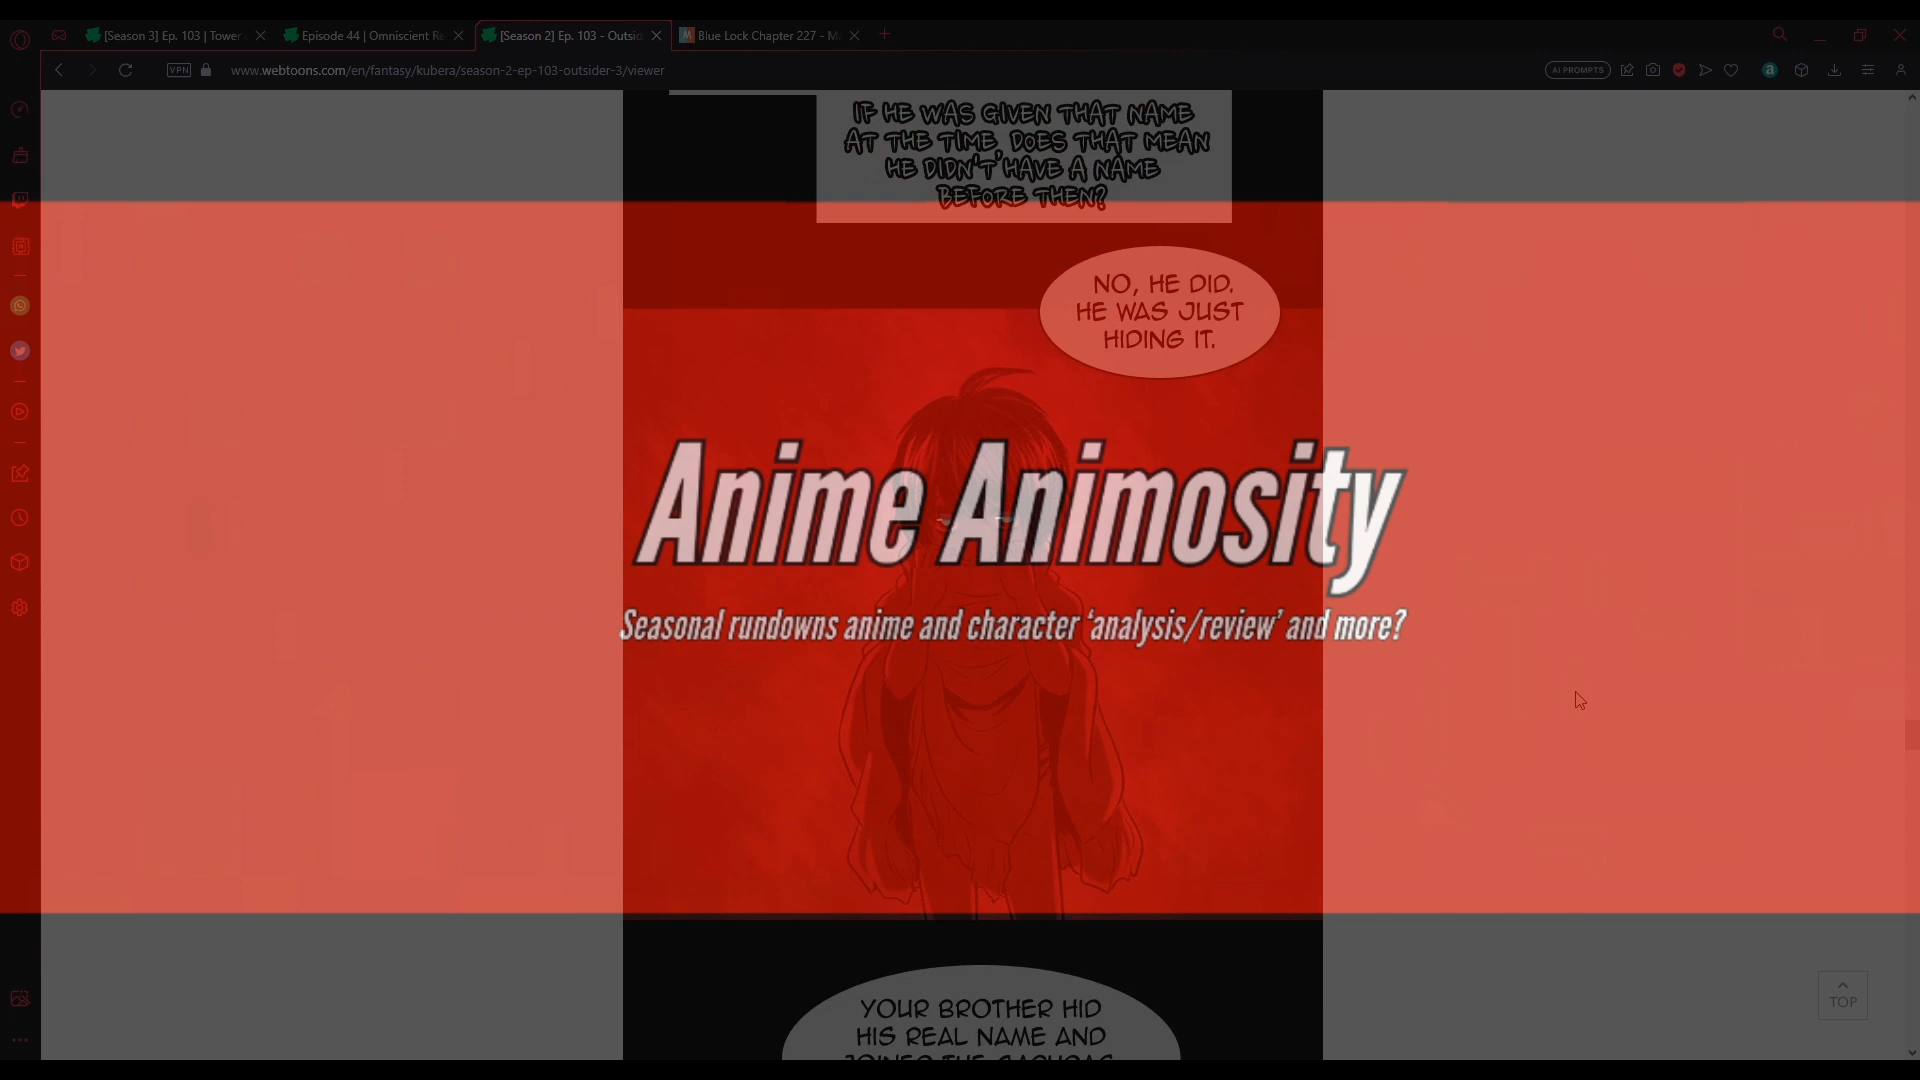 [Season 3] Ep. 103 | Tower
Episode 44 | Omniscient Re
[Season 2] Ep. 103 - Outsid
Blue Lock Chapter 227 - M
VPN
www.webtoons.com/en/fantasy/kubera/season-2-ep-103-outsider-3/viewer
AI PROMPTS
IF HE WAS GIVEN THAT NAME
AT THE TIME, DOES THAT MEAN
HE DIDN'T HAVE A NAME
BEFORE THEN?
NO, HE DID.
HE WAS JUST
HIDING IT.
Anime Animosity
Seasonal rundowns anime and character ‘analysis/review’ and more?
YOUR BROTHER HID
HIS REAL NAME AND
JOINED THE
TOP